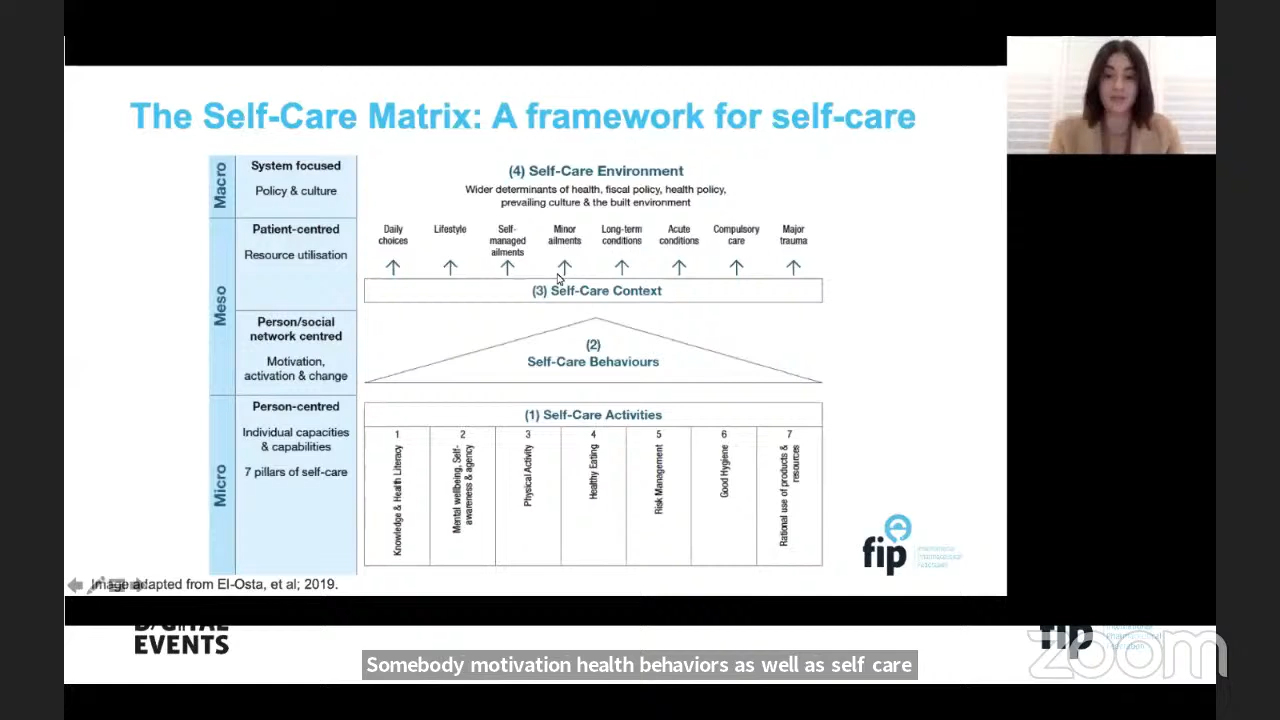 The Self-Care Matrix: A framework for self-care
Macro
System focused
Policy & culture
(4) Self-Care Environment
Wider determinants of health, fiscal policy, health policy,
prevailing culture & the built environment
Meso
Patient-centred
Resource utilisation
Daily
choices
Lifestyle
Self-
managed
ailments
Minor
ailments
Long-term
conditions
Acute
conditions
Compulsory
care
Major
trauma
(3) Self-Care Context
Person/social
network centred
Motivation,
activation & change
(2)
Self-Care Behaviours
Micro
Person-centred
Individual capacities
& capabilities
7 pillars of self-care
(1) Self-Care Activities
1
Knowledge & Health Literacy
2
Mental wellbeing, Self-
awareness & agency
3
Physical Activity
4
Healthy Eating
5
Risk Management
6
Good Hygiene
7
Rational use of products &
resources
fip
International
Pharmaceutical
Federation
Image adapted from El-Osta, et al; 2019.
DIGITAL
EVENTS
fip
zoom
Somebody motivation health behaviors as well as self care